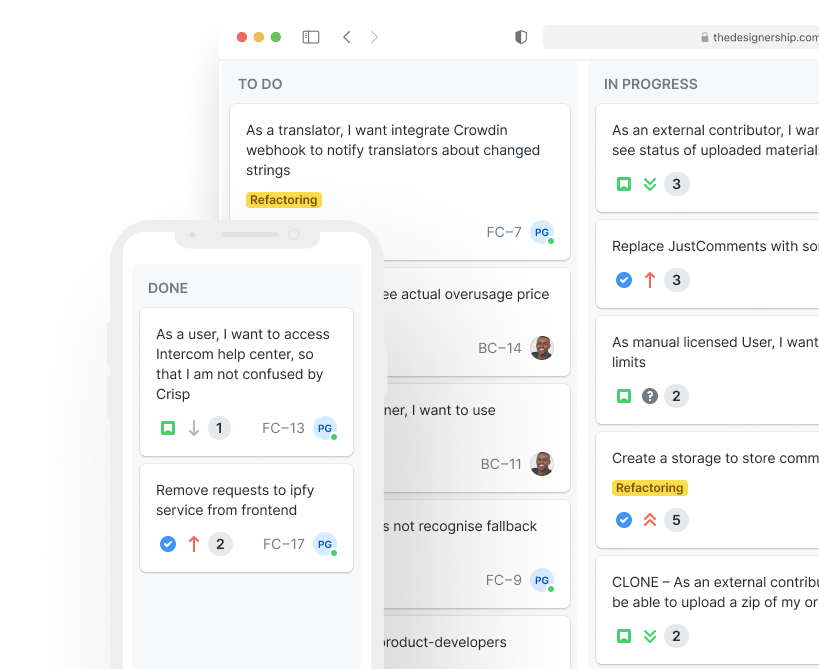 thedesignership.com
TO DO
As a translator, I want integrate Crowdin
webhook to notify translators about changed
strings
Refactoring
FC–7 PG
ee actual overusage price
BC–14
ner, I want to use
BC–11
s not recognise fallback
FC–9 PG
product-developers
IN PROGRESS
As an external contributor, I
see status of uploaded materials
3
Replace JustComments with
3
As manual licensed User, I want
limits
? 2
Create a storage to store
Refactoring
5
CLONE – As an external
be able to upload a zip of my
2
DONE
As a user, I want to access
Intercom help center, so
that I am not confused by
Crisp
1 FC–13 PG
Remove requests to ipfy
service from frontend
2 FC–17 PG